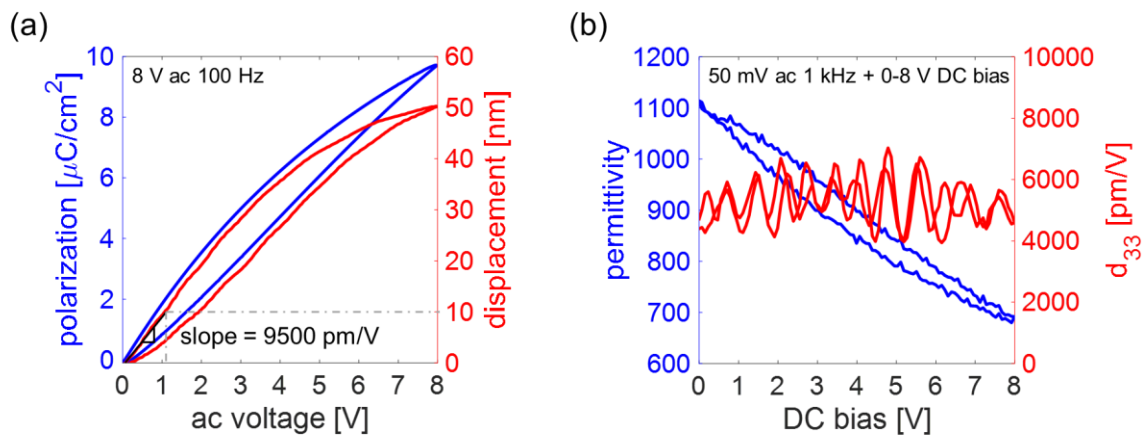 (a)
polarization [μC/cm²]
10
8
6
4
2
0
8 V ac 100 Hz
slope = 9500 pm/V
60
50
40
30
20
10
0
displacement [nm]
0 1 2 3 4 5 6 7 8
ac voltage [V]
(b)
permittivity
1200
1100
1000
900
800
700
600
50 mV ac 1 kHz + 0-8 V DC bias
10000
8000
6000
4000
2000
0
d₃₃ [pm/V]
0 1 2 3 4 5 6 7 8
DC bias [V]